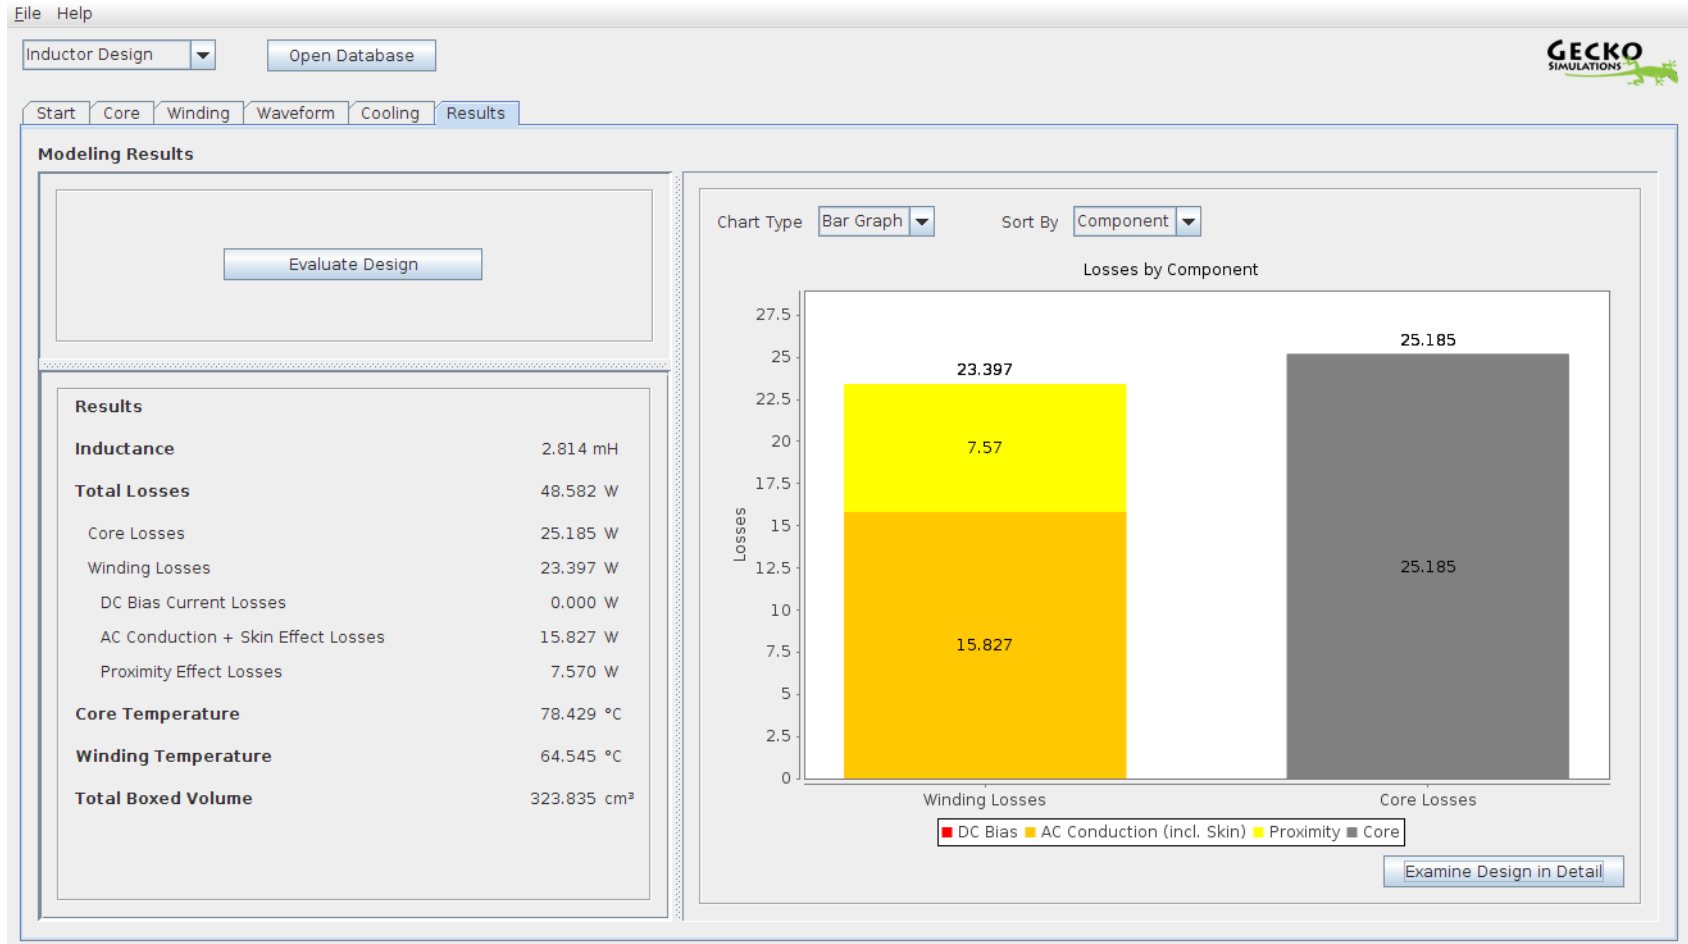 File Help
Inductor Design Open Database
GECKO
SIMULATIONS
Start Core Winding Waveform Cooling Results
Modeling Results
Evaluate Design
Results
Inductance 2.814 mH
Total Losses 48.582 W
Core Losses 25.185 W
Winding Losses 23.397 W
DC Bias Current Losses 0.000 W
AC Conduction + Skin Effect Losses 15.827 W
Proximity Effect Losses 7.570 W
Core Temperature 78.429 °C
Winding Temperature 64.545 °C
Total Boxed Volume 323.835 cm³
Chart Type Bar Graph Sort By Component
Losses by Component
Losses
27.5
25
22.5
20
17.5
15
12.5
10
7.5
5
2.5
0
23.397
7.57
15.827
25.185
25.185
Winding Losses Core Losses
DC Bias AC Conduction (incl. Skin) Proximity Core
Examine Design in Detail